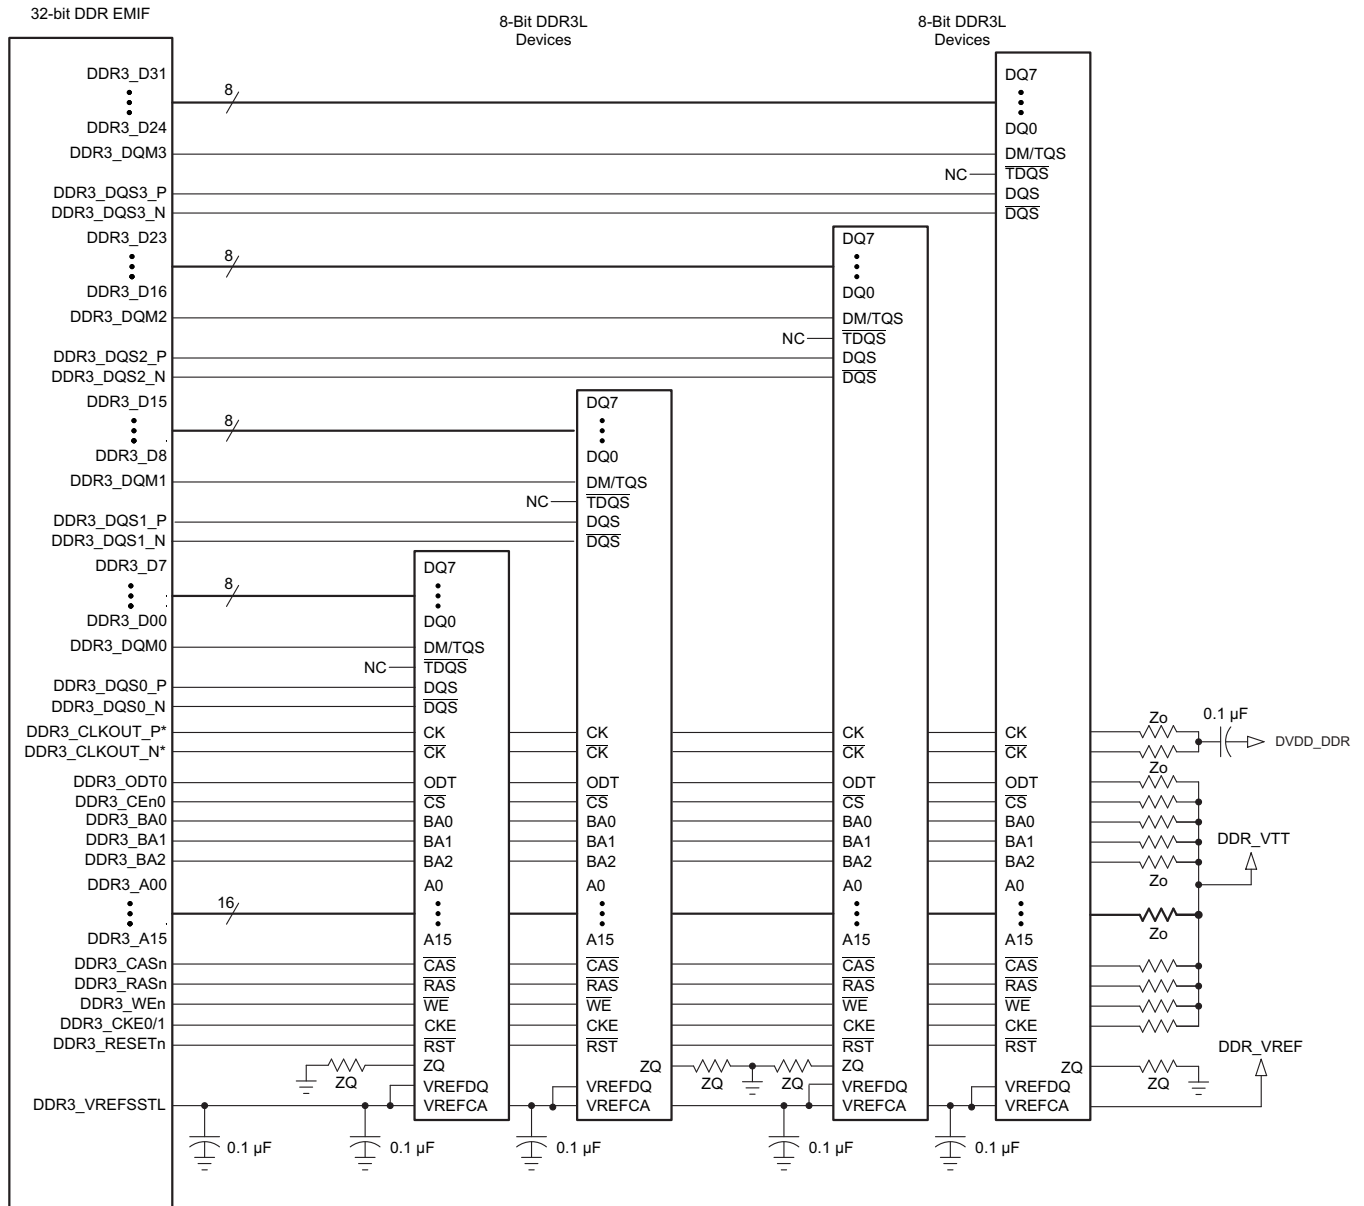 32-bit DDR EMIF
8-Bit DDR3L
Devices
8-Bit DDR3L
Devices
DDR3_D31
8
DQ7
DDR3_D24
DQ0
DDR3_DQM3
DM/TQS
NC
TDQS
DDR3_DQS3_P
DQS
DDR3_DQS3_N
DQS
DDR3_D23
8
DQ7
DDR3_D16
DQ0
DDR3_DQM2
DM/TQS
NC
TDQS
DDR3_DQS2_P
DQS
DDR3_DQS2_N
DQS
DDR3_D15
8
DQ7
DDR3_D8
DQ0
DDR3_DQM1
DM/TQS
NC
TDQS
DDR3_DQS1_P
DQS
DDR3_DQS1_N
DQS
DDR3_D7
8
DQ7
DDR3_D00
DQ0
DDR3_DQM0
DM/TQS
NC
TDQS
DDR3_DQS0_P
DQS
DDR3_DQS0_N
DQS
DDR3_CLKOUT_P* CK CK CK CK Zo 0.1 µF
DDR3_CLKOUT_N* CK CK CK CK Zo DVDD_DDR
DDR3_ODT0 ODT ODT ODT ODT
DDR3_CEn0 CS CS CS CS
DDR3_BA0 BA0 BA0 BA0 BA0
DDR3_BA1 BA1 BA1 BA1 BA1 DDR_VTT
DDR3_BA2 BA2 BA2 BA2 BA2 Zo
DDR3_A00 A0 A0 A0 A0
16
Zo
DDR3_A15 A15 A15 A15 A15
DDR3_CASn CAS CAS CAS CAS
DDR3_RASn RAS RAS RAS RAS
DDR3_WEn WE WE WE WE
DDR3_CKE0/1 CKE CKE CKE CKE
DDR3_RESETn RST RST RST RST DDR_VREF
ZQ ZQ ZQ ZQ
ZQ ZQ ZQ ZQ
VREFDQ VREFDQ VREFDQ VREFDQ
DDR3_VREFSSTL VREFCA VREFCA VREFCA VREFCA
0.1 µF 0.1 µF 0.1 µF 0.1 µF 0.1 µF